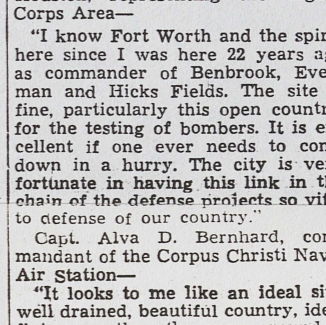 Corps Area—
"I know Fort Worth and the spir
here since I was here 22 years ag
as commander of Benbrook, Eve
man and Hicks Fields. The site
fine, particularly this open countr
for the testing of bombers. It is e
cellent if one ever needs to com
down in a hurry. The city is ve
fortunate in having this link in th
chain of the defense projects so vit
to defense of our country."
Capt. Alva D. Bernhard, com
mandant of the Corpus Christi Nav
Air Station—
"It looks to me like an ideal sit
well drained, beautiful country, ide